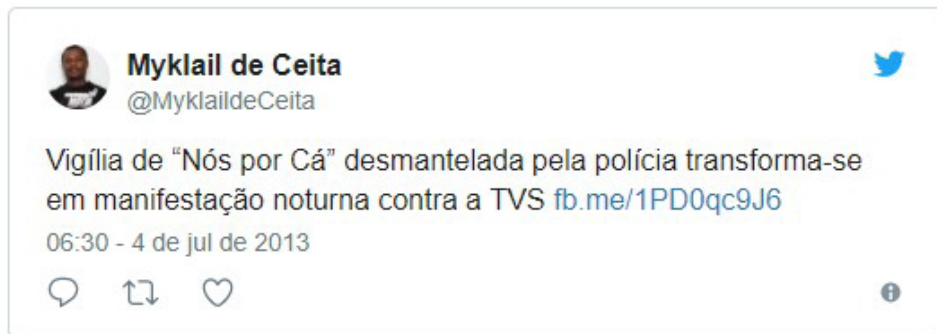 Myklail de Ceita
@MyklaildeCeita
Vigília de “Nós por Cá” desmantelada pela polícia transforma-se
em manifestação noturna contra a TVS fb.me/1PD0qc9J6
06:30 - 4 de jul de 2013